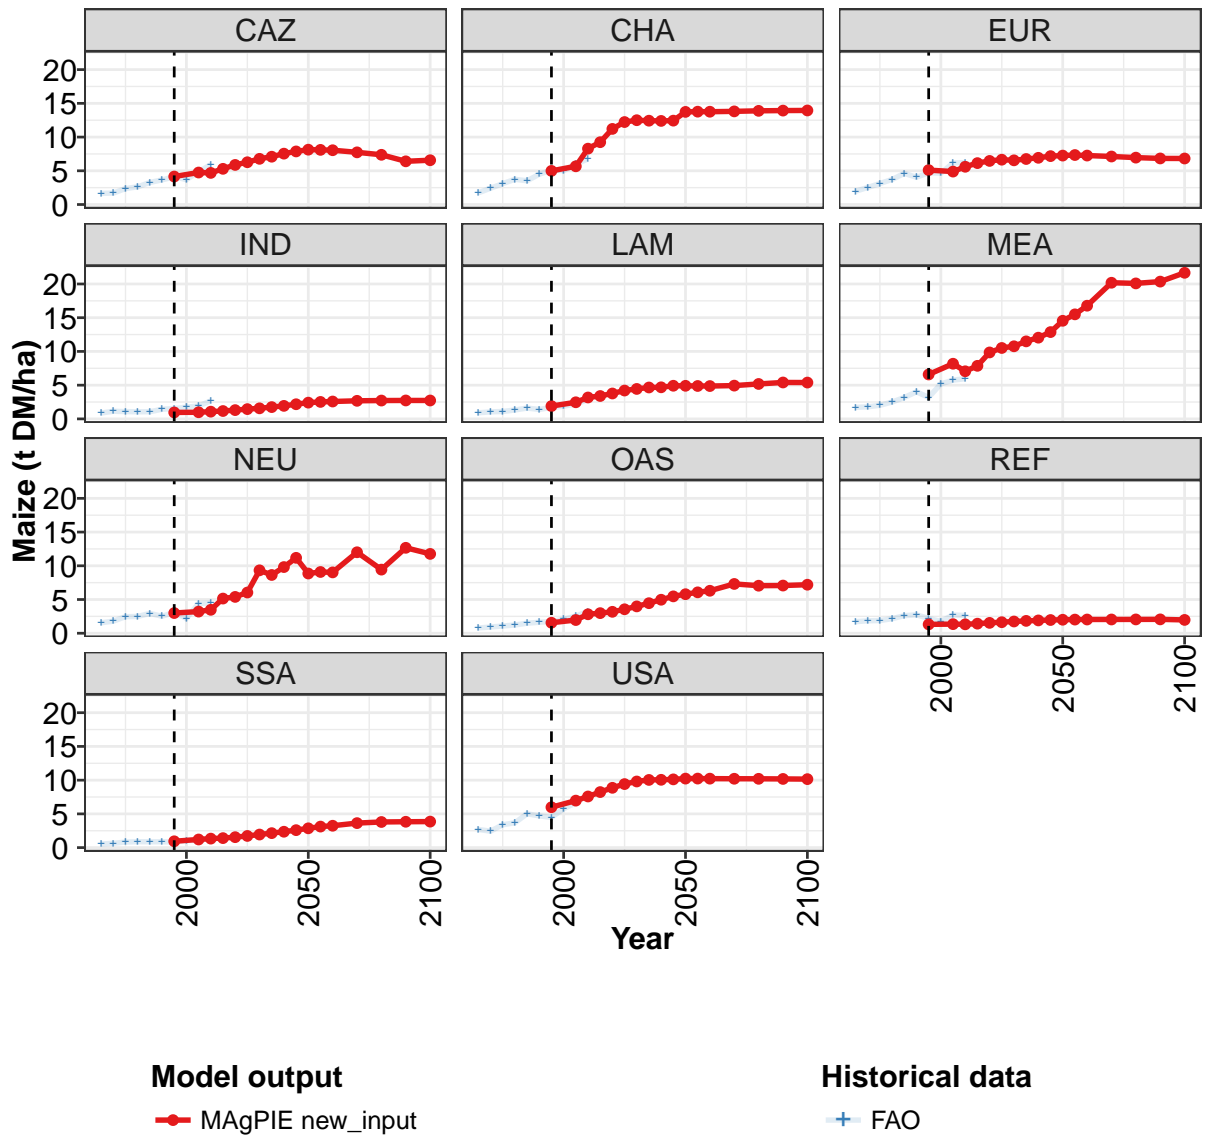 CAZ CHA EUR
20
15
10
5
0
IND LAM MEA
20
15
10
5
0
Maize (t DM/ha)
NEU OAS REF
20
15
10
5
0
2000 2050 2100
SSA USA
20
15
10
5
0
2000 2050 2100 2000 2050 2100
Year
Model output Historical data
MAgPIE new_input FAO